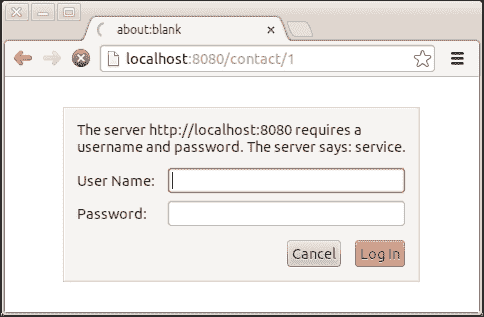 about:blank
localhost:8080/contact/1
The server http://localhost:8080 requires a
username and password. The server says: service.
User Name:
Password:
Cancel
Log In